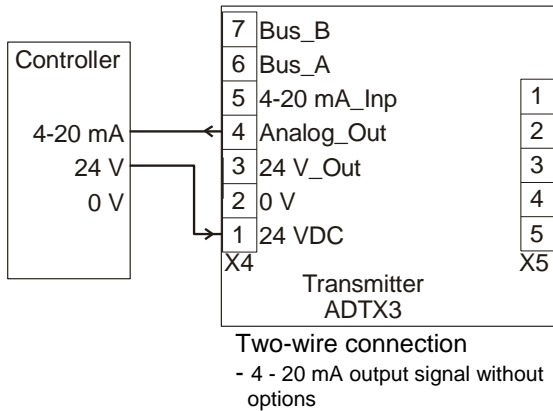 Controller
4-20 mA
24 V
0 V
7 Bus_B
6 Bus_A
5 4-20 mA_Inp
4 Analog_Out
3 24 V_Out
2 0 V
1 24 VDC
X4
1
2
3
4
5
X5
Transmitter
ADTX3
Two-wire connection
- 4 - 20 mA output signal without
options